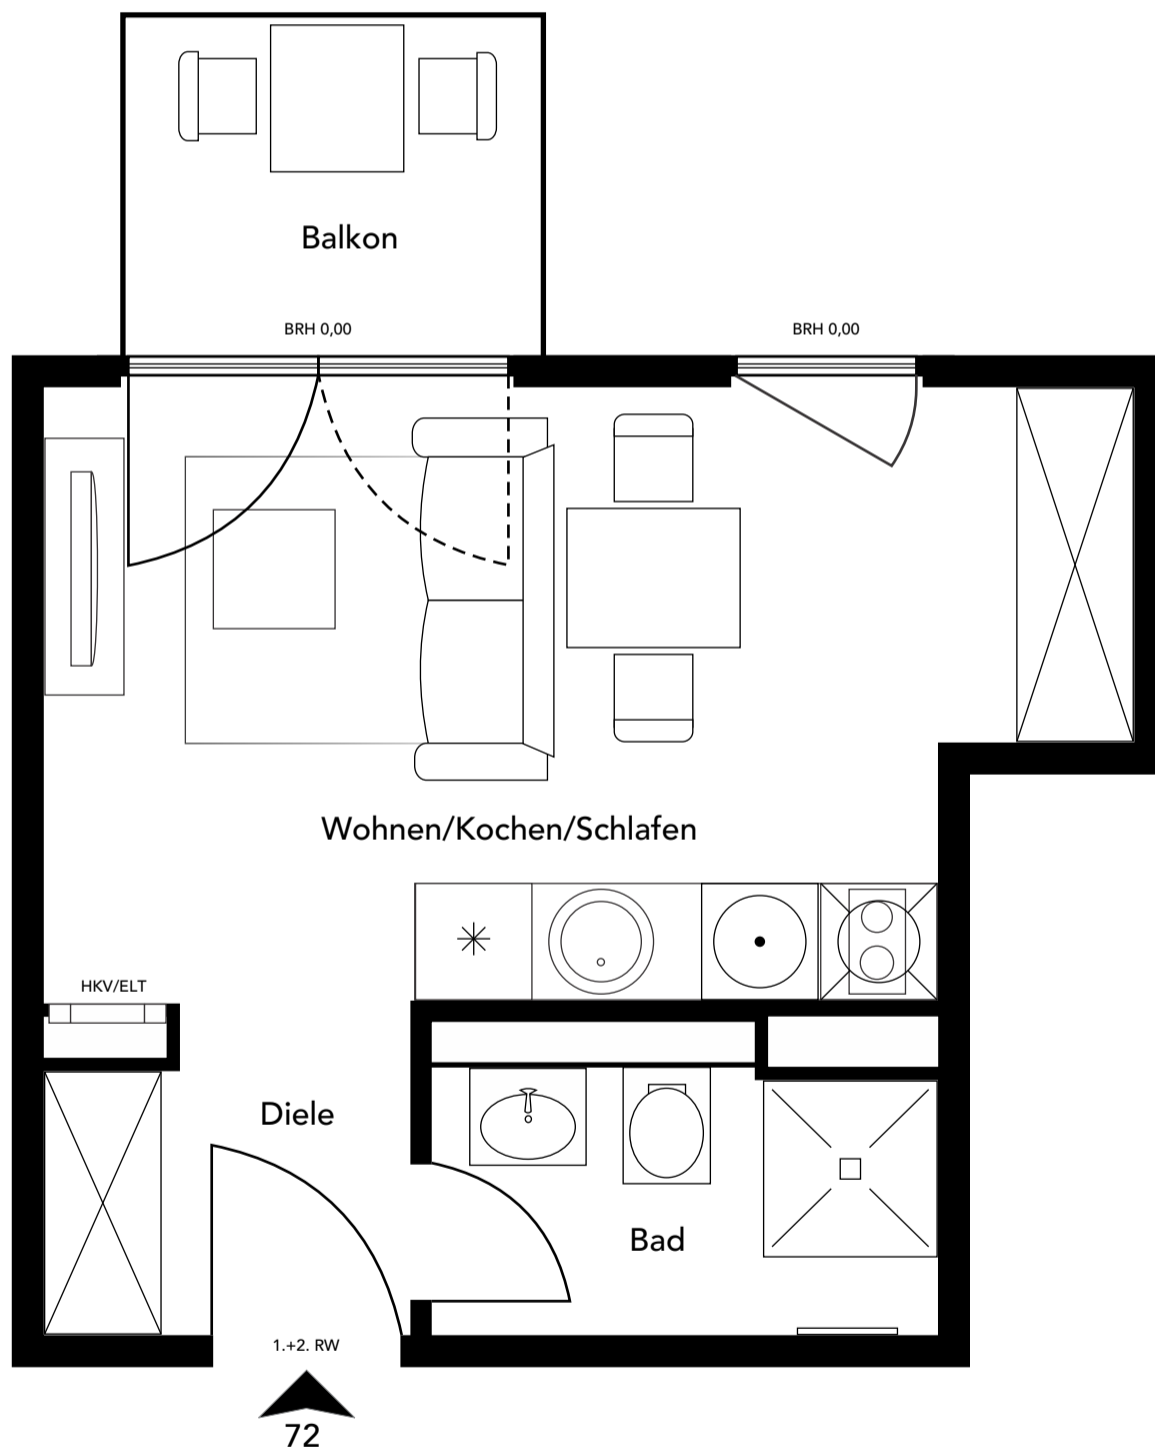 Balkon
BRH 0,00
BRH 0,00
Wohnen/Kochen/Schlafen
HKV/ELT
Diele
Bad
1.+2. RW
72